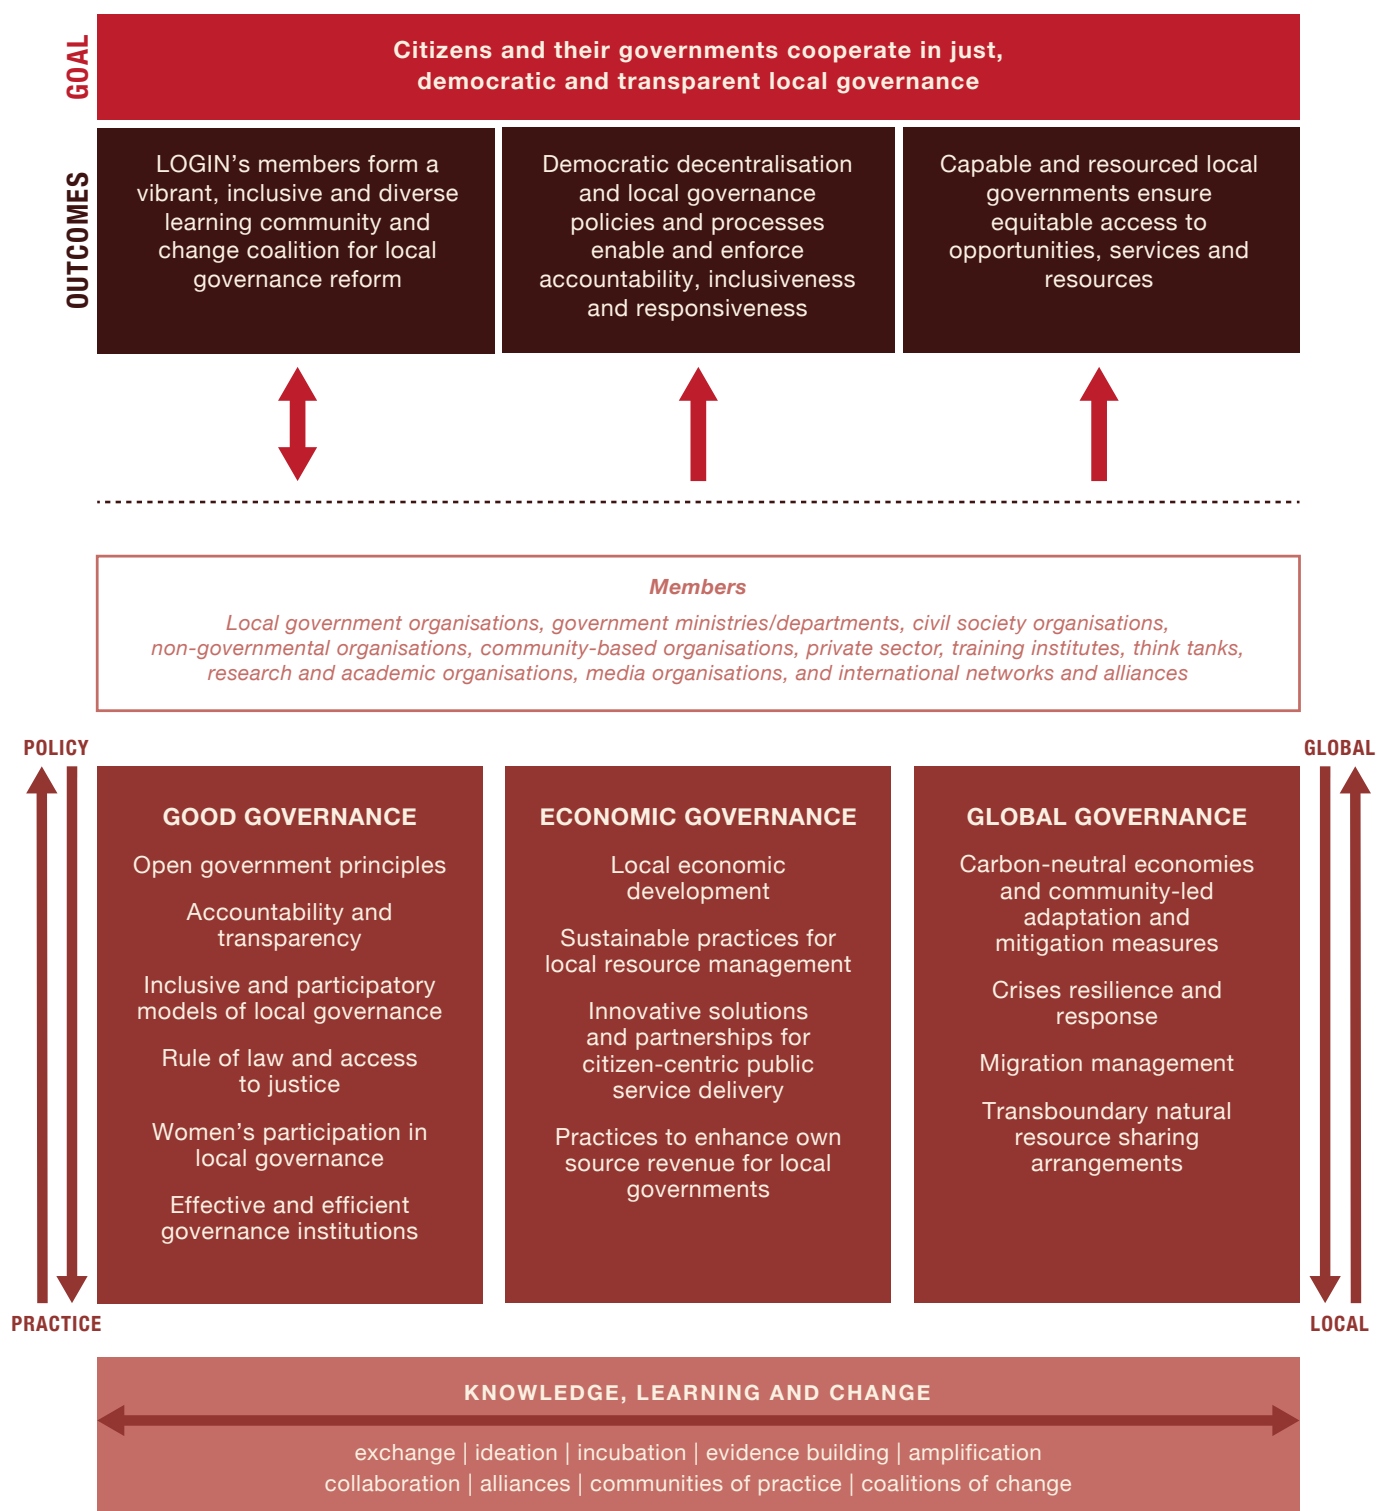 GOAL
Citizens and their governments cooperate in just,
democratic and transparent local governance
OUTCOMES
LOGIN’s members form a
vibrant, inclusive and diverse
learning community and
change coalition for local
governance reform
Democratic decentralisation
and local governance
policies and processes
enable and enforce
accountability, inclusiveness
and responsiveness
Capable and resourced local
governments ensure
equitable access to
opportunities, services and
resources
Members
Local government organisations, government ministries/departments, civil society organisations,
non-governmental organisations, community-based organisations, private sector, training institutes, think tanks,
research and academic organisations, media organisations, and international networks and alliances
POLICY
PRACTICE
GOOD GOVERNANCE
Open government principles
Accountability and
transparency
Inclusive and participatory
models of local governance
Rule of law and access
to justice
Women’s participation in
local governance
Effective and efficient
governance institutions
ECONOMIC GOVERNANCE
Local economic
development
Sustainable practices for
local resource management
Innovative solutions
and partnerships for
citizen-centric public
service delivery
Practices to enhance own
source revenue for local
governments
GLOBAL GOVERNANCE
Carbon-neutral economies
and community-led
adaptation and
mitigation measures
Crises resilience and
response
Migration management
Transboundary natural
resource sharing
arrangements
GLOBAL
LOCAL
KNOWLEDGE, LEARNING AND CHANGE
exchange | ideation | incubation | evidence building | amplification
collaboration | alliances | communities of practice | coalitions of change